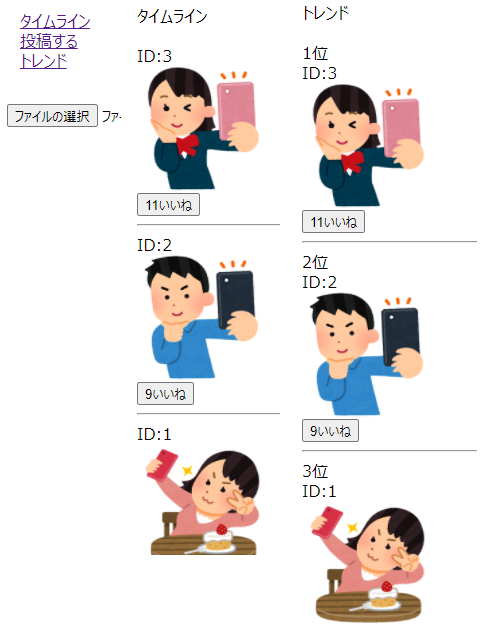 タイムライン
投稿する
トレンド
ファイルの選択 ファ
タイムライン
ID:3
11いいね
ID:2
9いいね
ID:1
トレンド
1位
ID:3
11いいね
2位
ID:2
9いいね
3位
ID:1